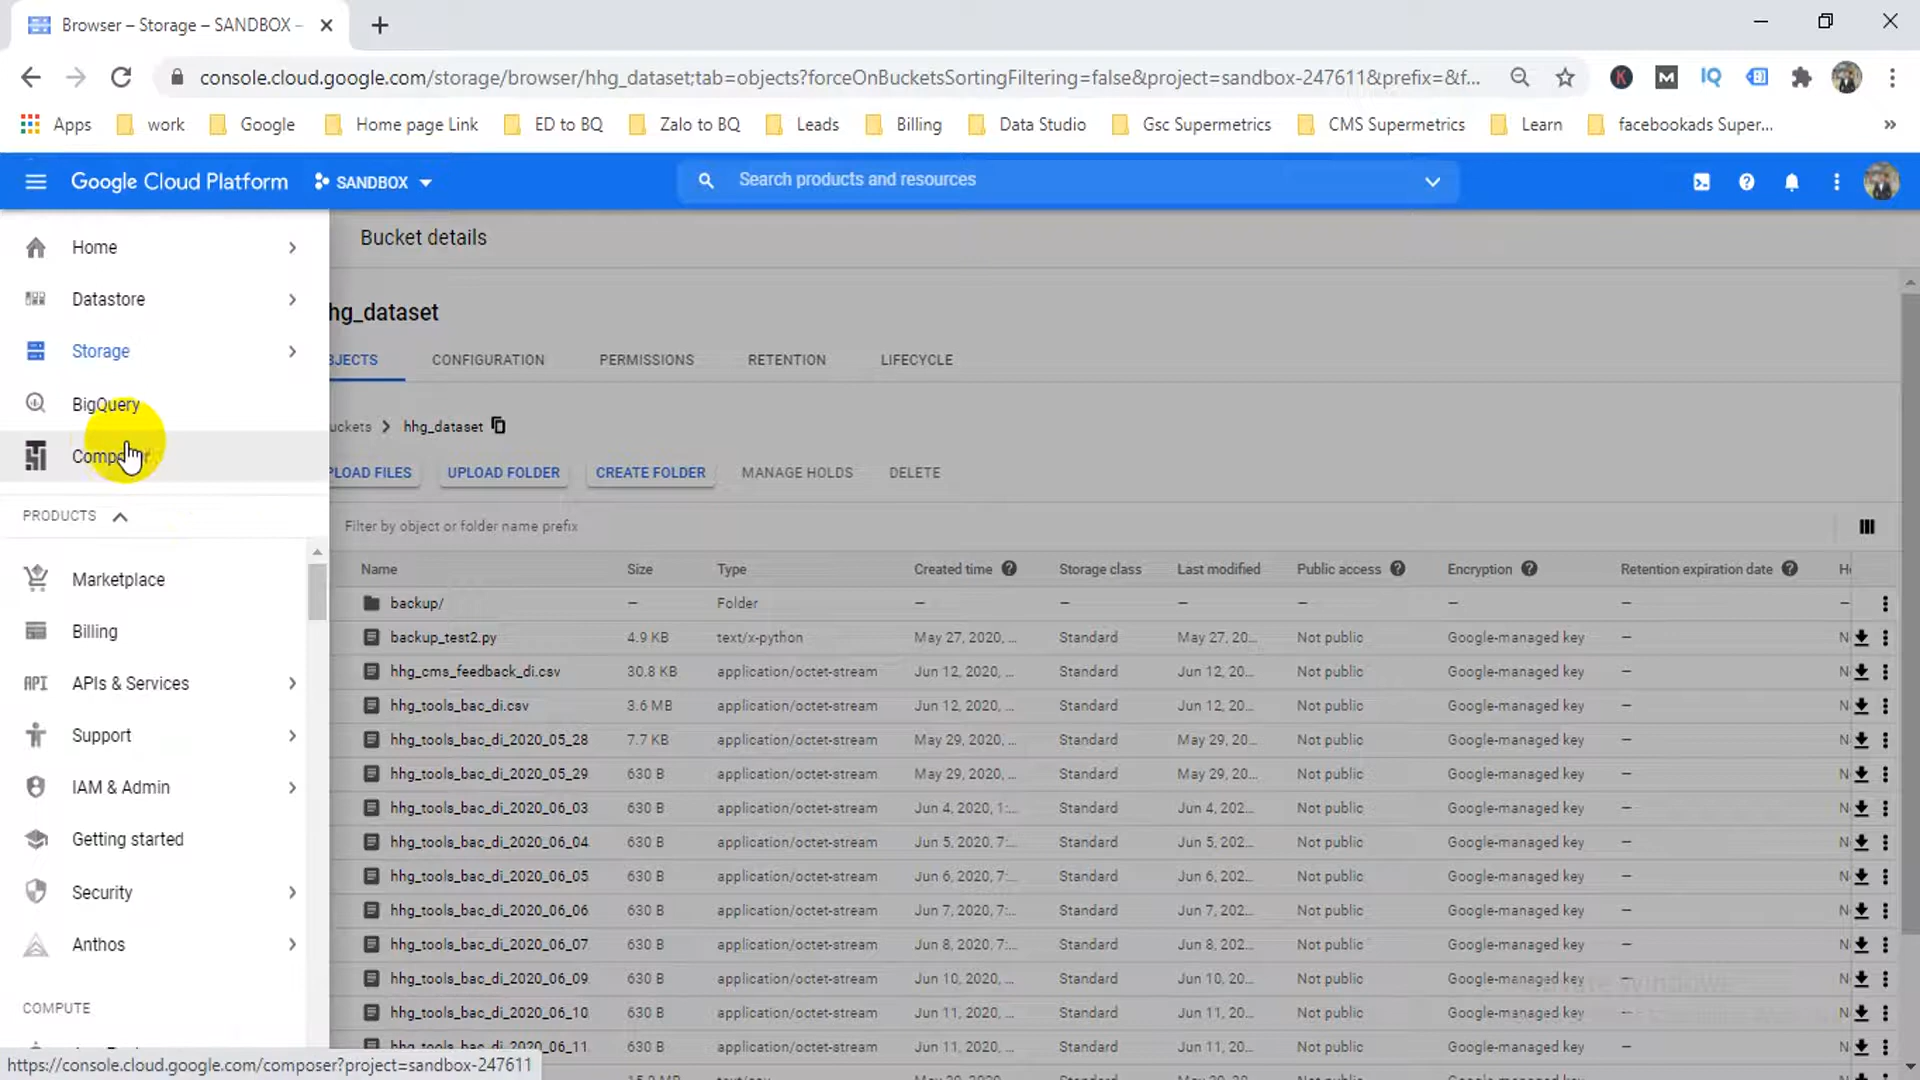 Browser – Storage – SANDBOX –
console.cloud.google.com/storage/browser/hhg_dataset;tab=objects?forceOnBucketsSortingFiltering=false&project=sandbox-247611&prefix=&f...
Apps work Google Home page Link ED to BQ Zalo to BQ Leads Billing Data Studio Gsc Supermetrics CMS Supermetrics Learn facebookads Super... »
Google Cloud Platform SANDBOX Search products and resources
Home
Datastore
Storage
BigQuery
PRODUCTS
Marketplace
Billing
API APIs & Services
Support
IAM & Admin
Getting started
Security
Anthos
COMPUTE
https://console.cloud.google.com/composer?project=sandbox-247611
Bucket details
hg_dataset
BJECTS CONFIGURATION PERMISSIONS RETENTION LIFECYCLE
uckets hhg_dataset
PLOAD FILES UPLOAD FOLDER CREATE FOLDER MANAGE HOLDS DELETE
Filter by object or folder name prefix
Name Size Type Created time Storage class Last modified Public access Encryption Retention expiration date
backup/ — Folder — — — — — — —
backup_test2.py 4.9 KB text/x-python May 27, 2020, ... Standard May 27, 20... Not public Google-managed key — N
hhg_cms_feedback_di.csv 30.8 KB application/octet-stream Jun 12, 2020, ... Standard Jun 12, 20... Not public Google-managed key — N
hhg_tools_bac_di.csv 3.6 MB application/octet-stream Jun 12, 2020, ... Standard Jun 12, 20... Not public Google-managed key — N
hhg_tools_bac_di_2020_05_28 7.7 KB application/octet-stream May 29, 2020, ... Standard May 29, 20... Not public Google-managed key — N
hhg_tools_bac_di_2020_05_29 630 B application/octet-stream May 29, 2020, ... Standard May 29, 20... Not public Google-managed key — N
hhg_tools_bac_di_2020_06_03 630 B application/octet-stream Jun 4, 2020, 1:... Standard Jun 4, 202... Not public Google-managed key — N
hhg_tools_bac_di_2020_06_04 630 B application/octet-stream Jun 5, 2020, 7:... Standard Jun 5, 202... Not public Google-managed key — N
hhg_tools_bac_di_2020_06_05 630 B application/octet-stream Jun 6, 2020, 7:... Standard Jun 6, 202... Not public Google-managed key — N
hhg_tools_bac_di_2020_06_06 630 B application/octet-stream Jun 7, 2020, 7:... Standard Jun 7, 202... Not public Google-managed key — N
hhg_tools_bac_di_2020_06_07 630 B application/octet-stream Jun 8, 2020, 7:... Standard Jun 8, 202... Not public Google-managed key — N
hhg_tools_bac_di_2020_06_09 630 B application/octet-stream Jun 10, 2020, ... Standard Jun 10, 20... Not public Google-managed key — N
hhg_tools_bac_di_2020_06_10 630 B application/octet-stream Jun 11, 2020, ... Standard Jun 11, 20... Not public Google-managed key — N
hhg_tools_bac_di_2020_06_11 630 B application/octet-stream Jun 11, 2020, ... Standard Jun 11, 20... Not public Google-managed key — N